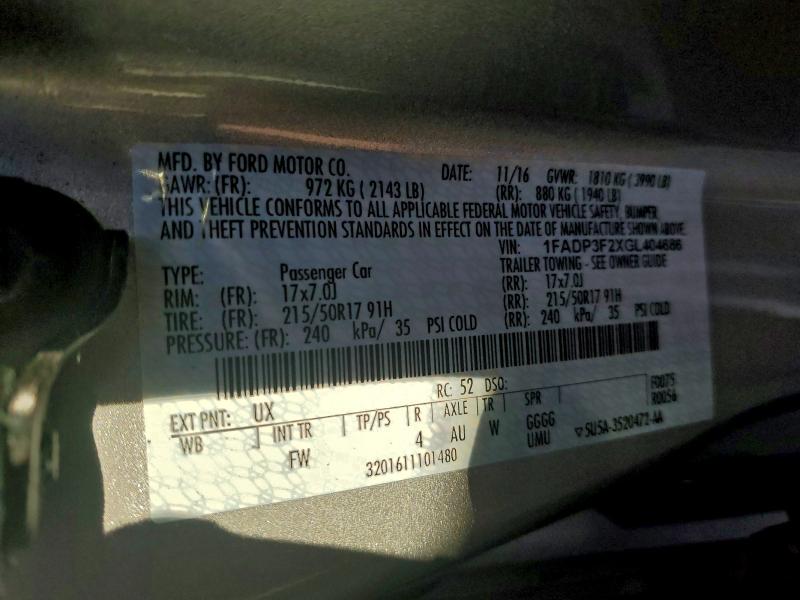 MFD. BY FORD MOTOR CO. DATE: 11/16 GVWR: 1810 KG ( 3990 LB)
GAWR: (FR): 972 KG ( 2143 LB) (RR): 880 KG ( 1940 LB)
THIS VEHICLE CONFORMS TO ALL APPLICABLE FEDERAL MOTOR VEHICLE SAFETY, BUMPER,
AND THEFT PREVENTION STANDARDS IN EFFECT ON THE DATE OF MANUFACTURE SHOWN ABOVE.
VIN: 1FADP3F2XGL404686
TYPE: Passenger Car TRAILER TOWING - SEE OWNER GUIDE
RIM: (FR): 17x7.0J (RR): 17x7.0J
TIRE: (FR): 215/50R17 91H (RR): 215/50R17 91H
PRESSURE: (FR): 240 kPa/ 35 PSI COLD (RR): 240 kPa/ 35 PSI COLD
RC: 52 DSO: F0075
EXT PNT: UX R0056
WB INT TR TP/PS R AXLE TR SPR
FW 4 AU W GGGG
UMU ▽SU5A-3520472-AA
3201611101480